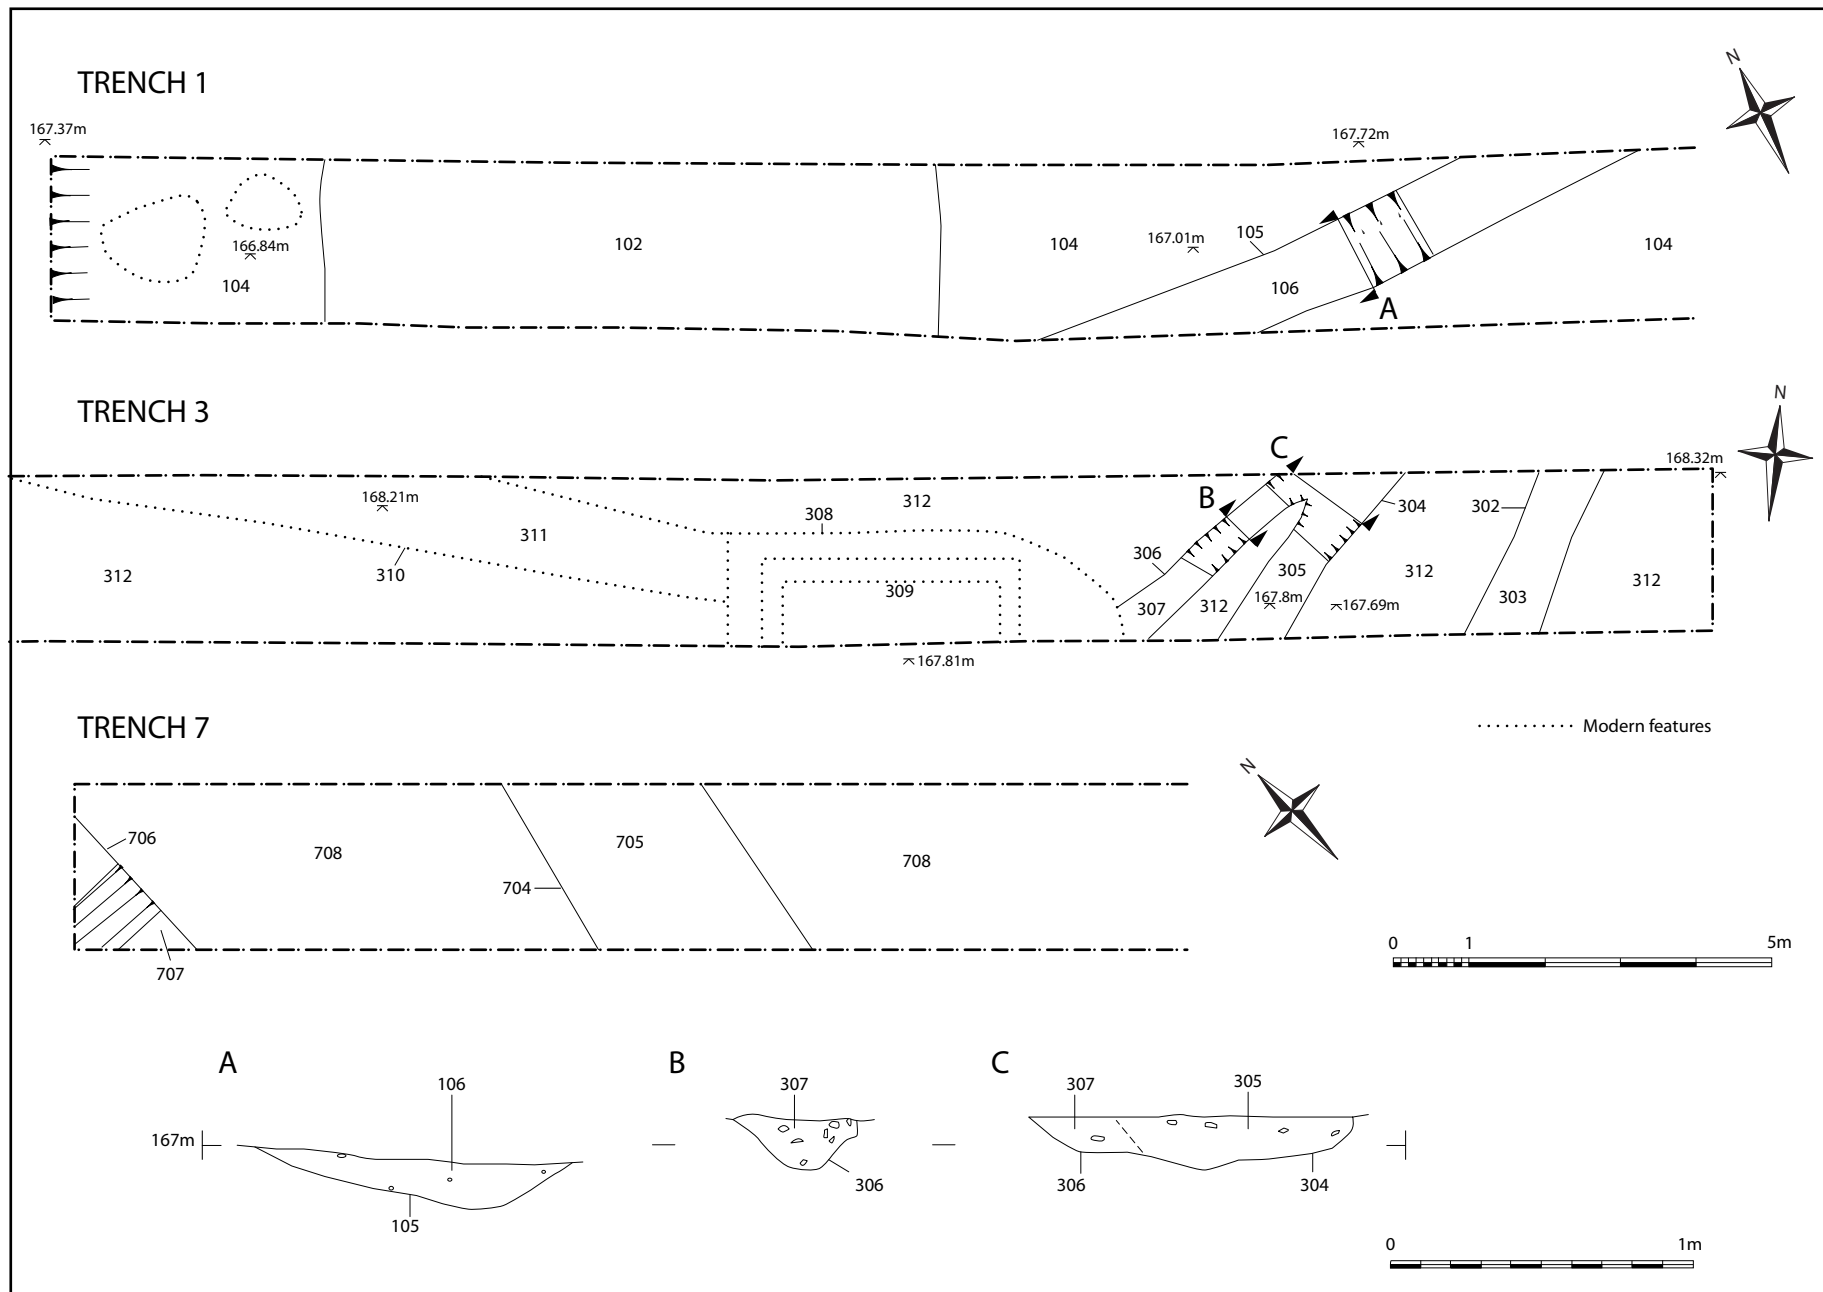 TRENCH 1
N
167.37m
167.72m
166.84m
104
102
104
167.01m
105
106
A
104
TRENCH 3
N
C
168.32m
168.21m
B
312
308
304
302
311
306
312
310
309
305
312
312
307
312
167.8m
167.69m
303
167.81m
TRENCH 7
Modern features
N
706
708
705
708
704
707
0 1 5m
A
B
C
106
307
307
305
167m
306
306
304
105
0 1m